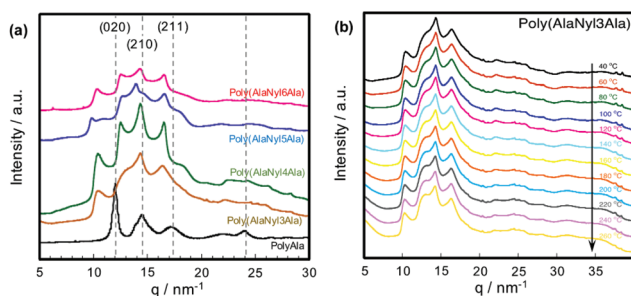 (a)
(020)
(210)
(211)
Poly(AlaNyl6Ala)
Poly(AlaNyl5Ala)
Poly(AlaNyl4Ala)
Poly(AlaNyl3Ala)
PolyAla
Intensity / a.u.
5 10 15 20 25 30
q / nm-1
(b)
Poly(AlaNyl3Ala)
40 °C
60 °C
80 °C
100 °C
120 °C
140 °C
160 °C
180 °C
200 °C
220 °C
240 °C
260 °C
Intensity / a.u.
5 10 15 20 25 30 35 40
q / nm-1